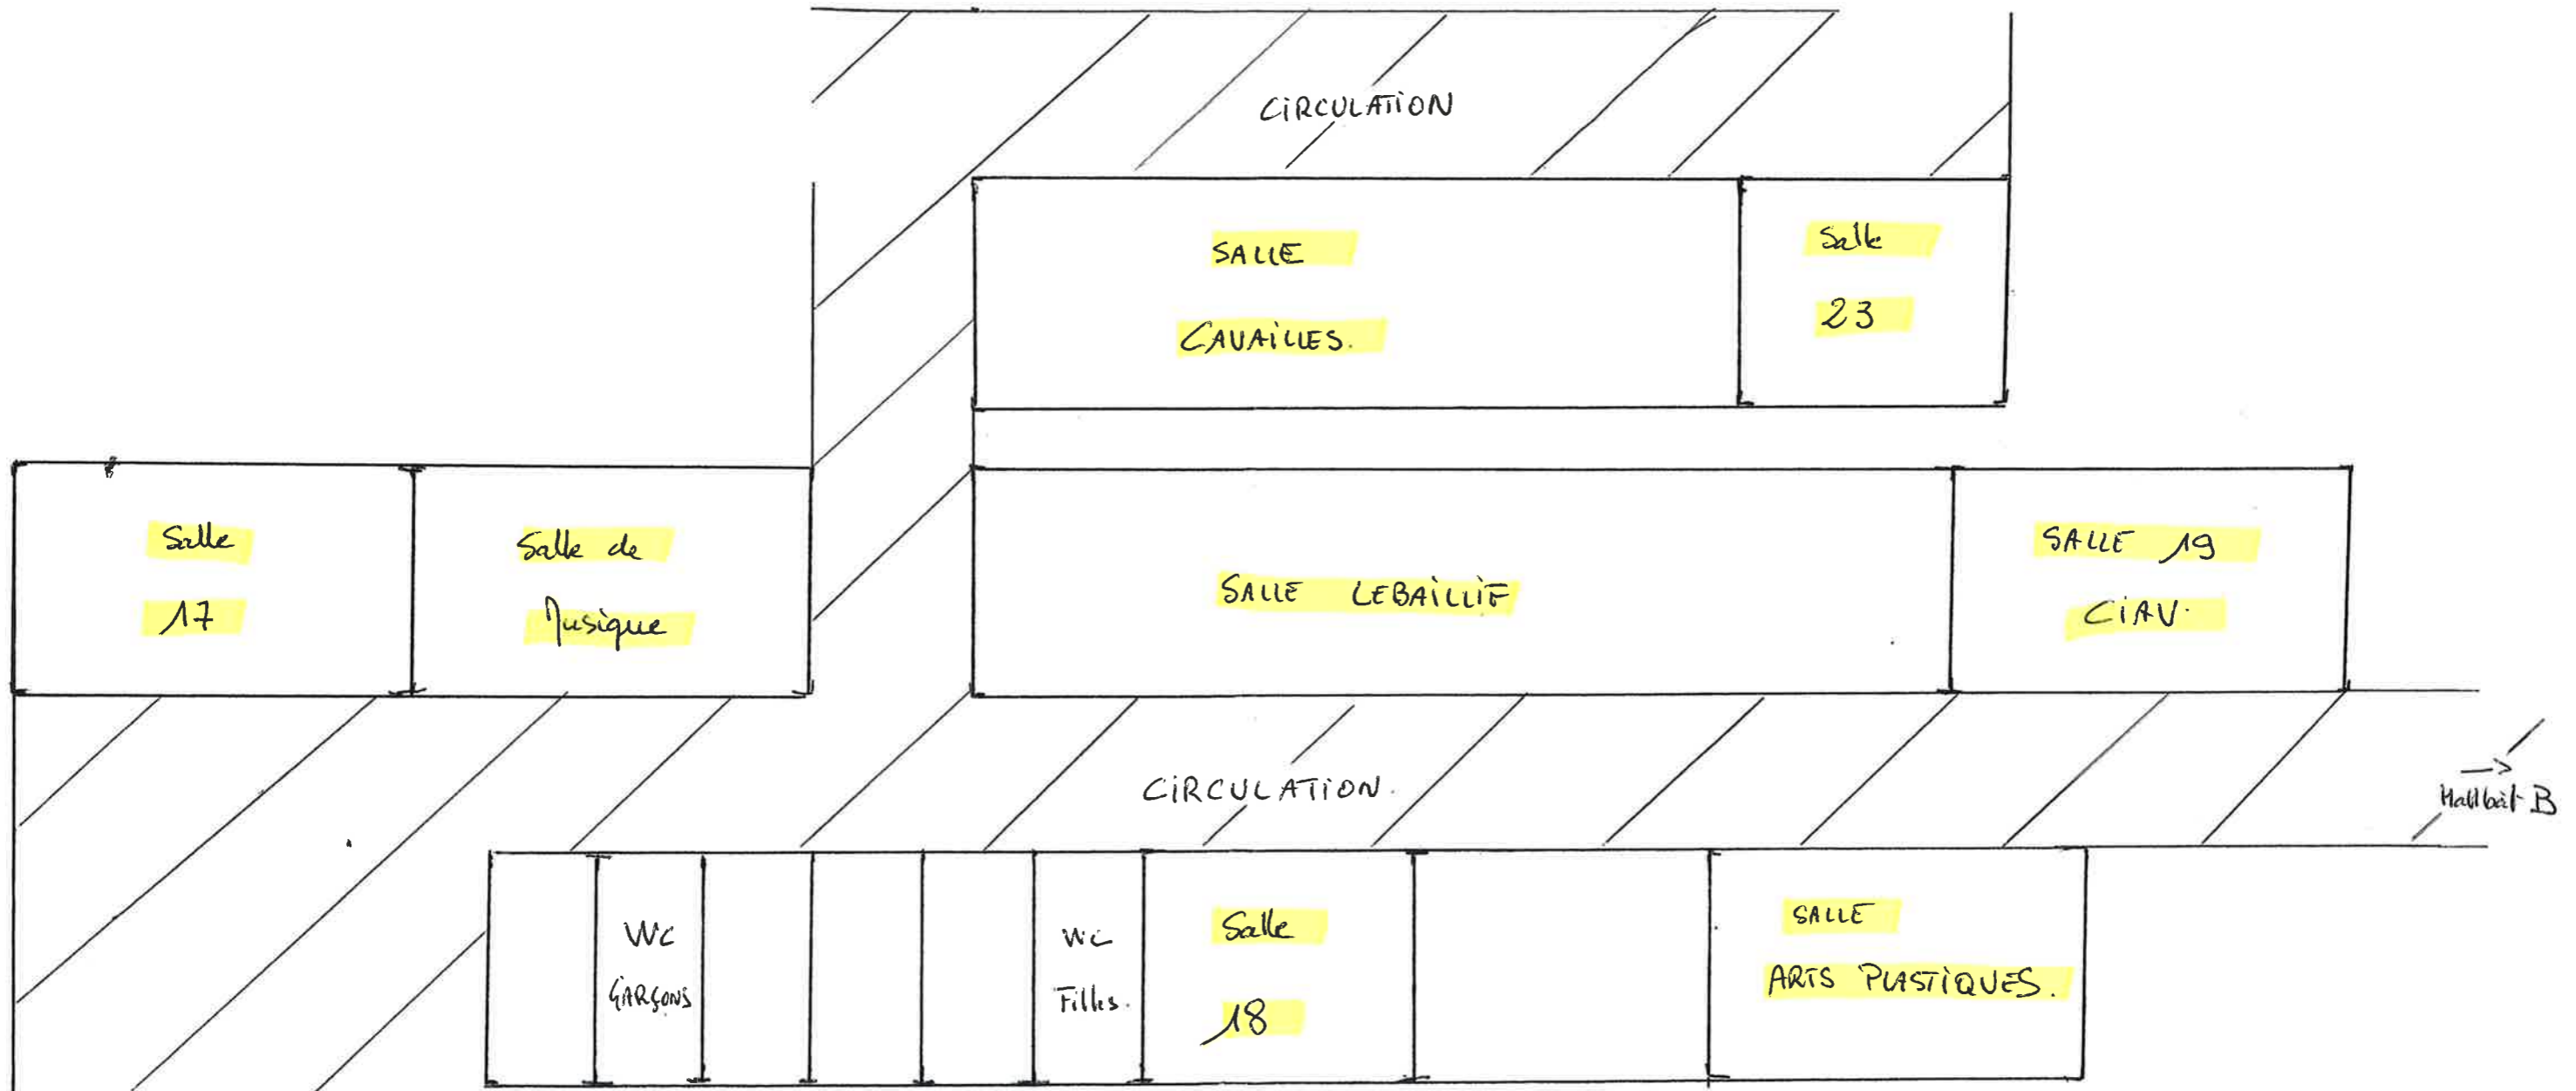 CIRCULATION
SALLE
CAVAILLES.
Salle
23
Salle
17
Salle de
Musique
SALLE LEBAILLIF
SALLE 19
CIAV.
CIRCULATION.
→
Hall bât B
WC
GARÇONS
WC
Filles.
Salle
18
SALLE
ARTS PLASTIQUES.